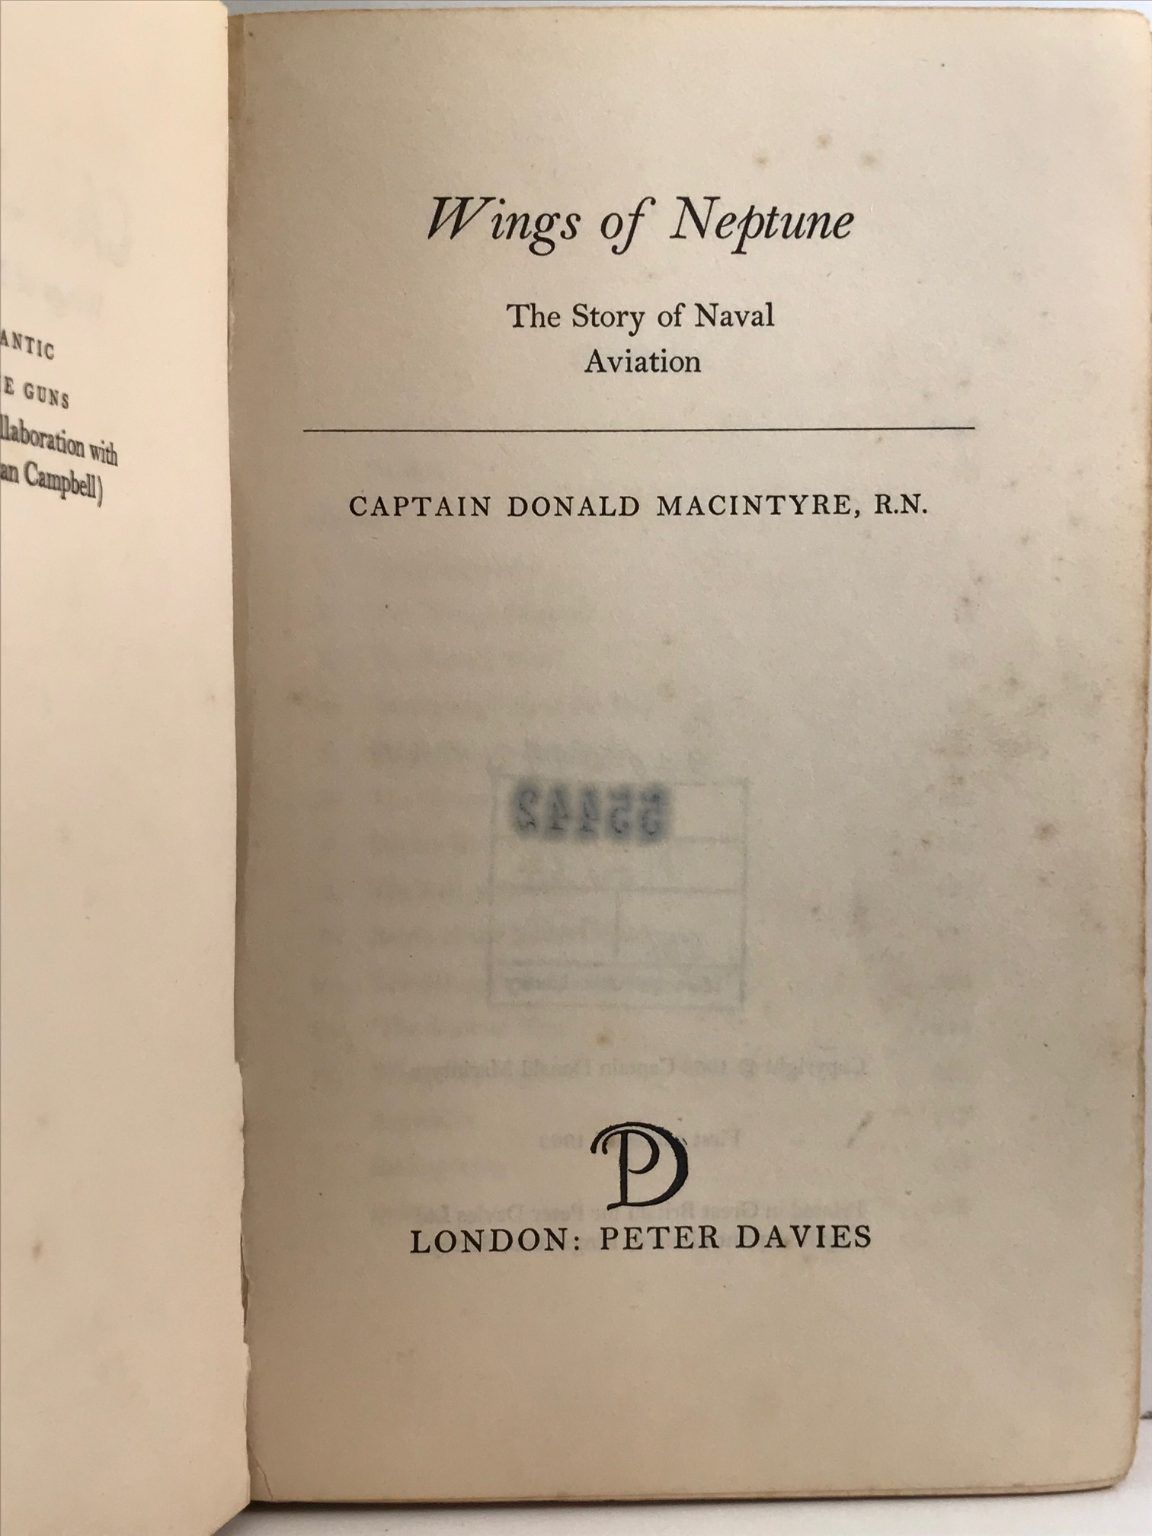 ANTIC
E GUNS
llaboration with
an Campbell)
Wings of Neptune
The Story of Naval
Aviation
CAPTAIN DONALD MACINTYRE, R.N.
55442
PD
LONDON: PETER DAVIES